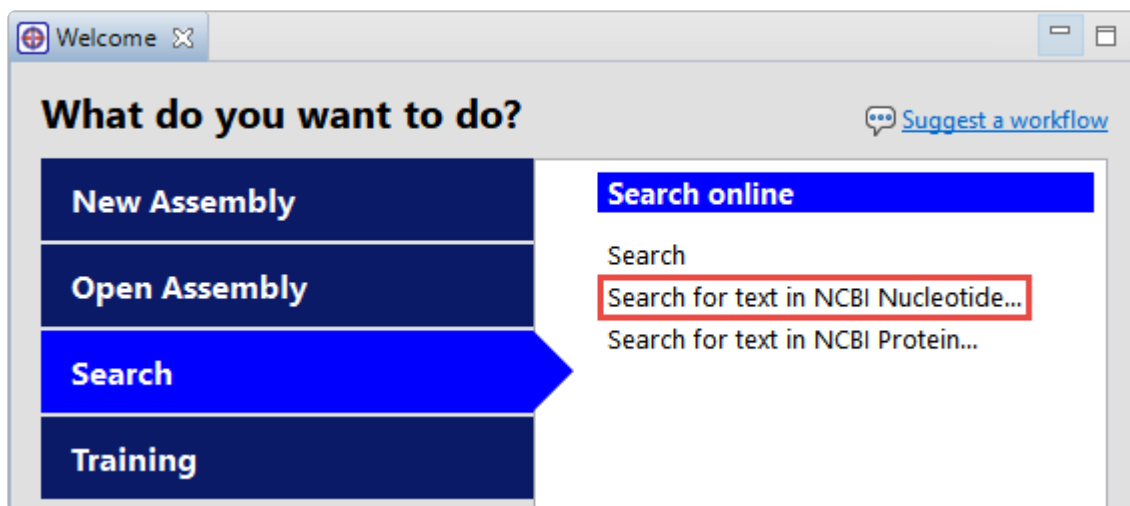 Welcome
What do you want to do?
Suggest a workflow
New Assembly
Open Assembly
Search
Training
Search online
Search
Search for text in NCBI Nucleotide...
Search for text in NCBI Protein...